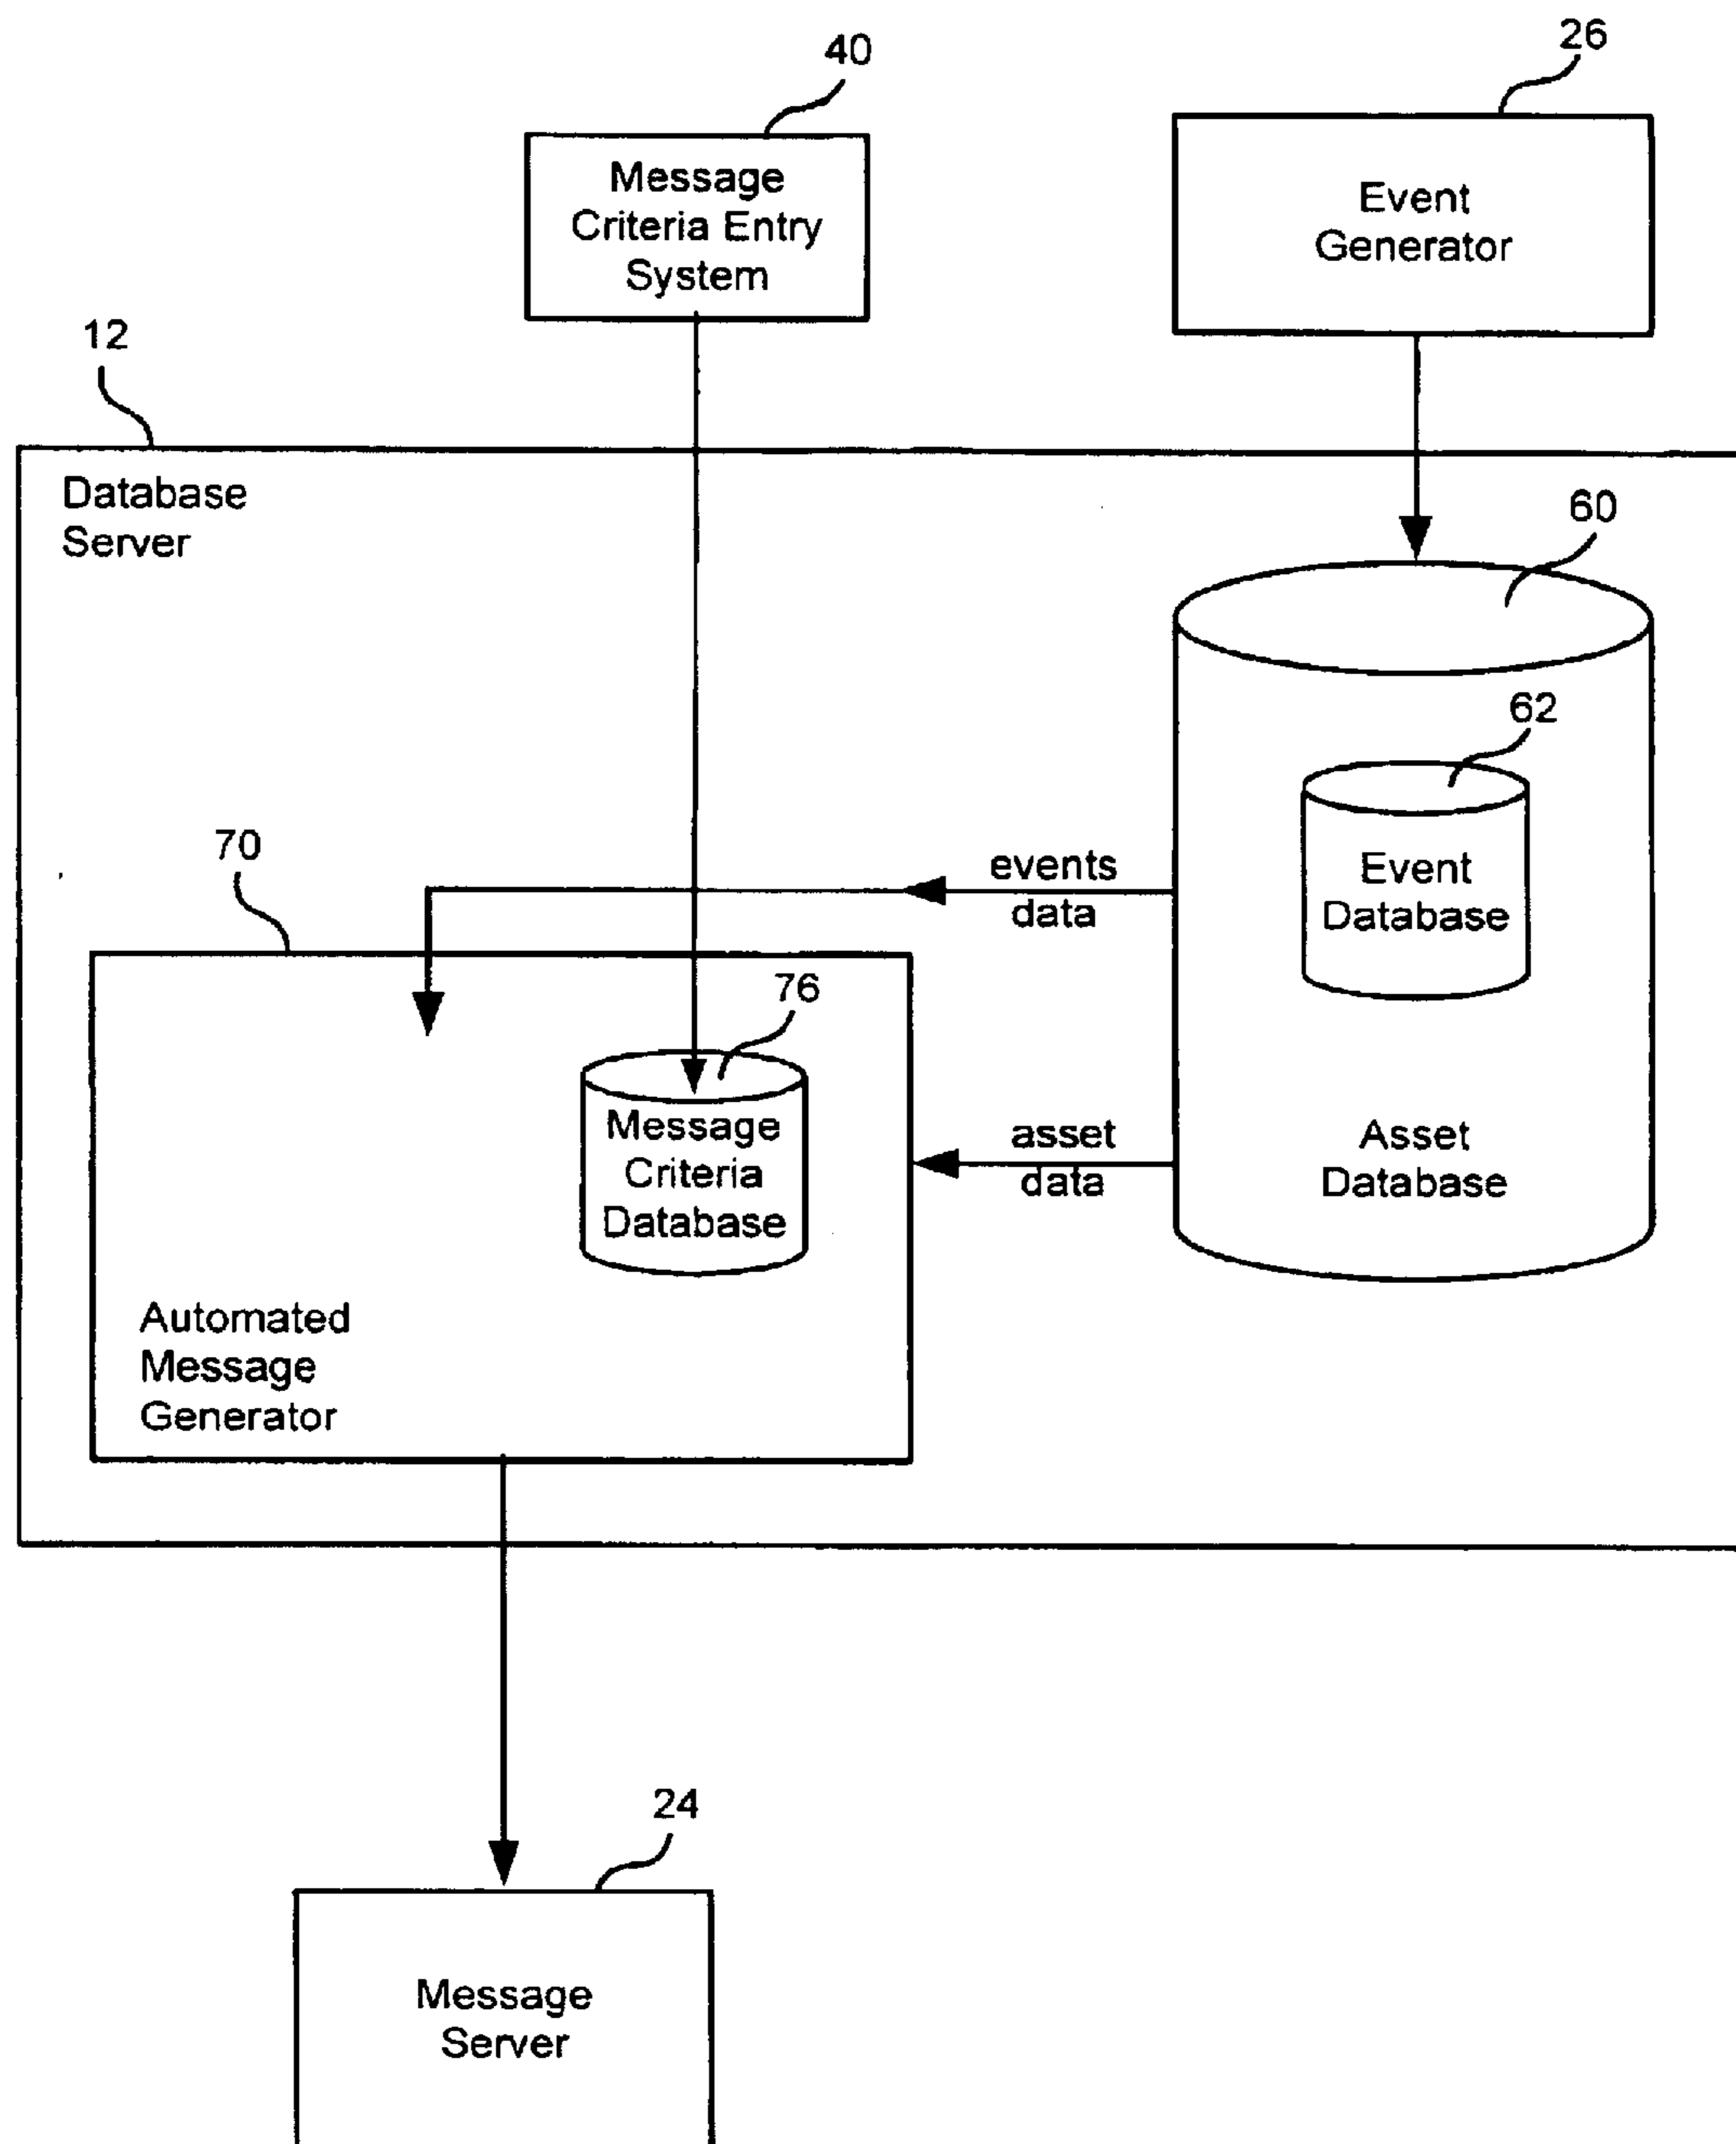 40
26
Message
Criteria Entry
System
Event
Generator
12
Database
Server
60
62
Event
Database
70
events
data
76
Message
Criteria
Database
asset
data
Asset
Database
Automated
Message
Generator
24
Message
Server